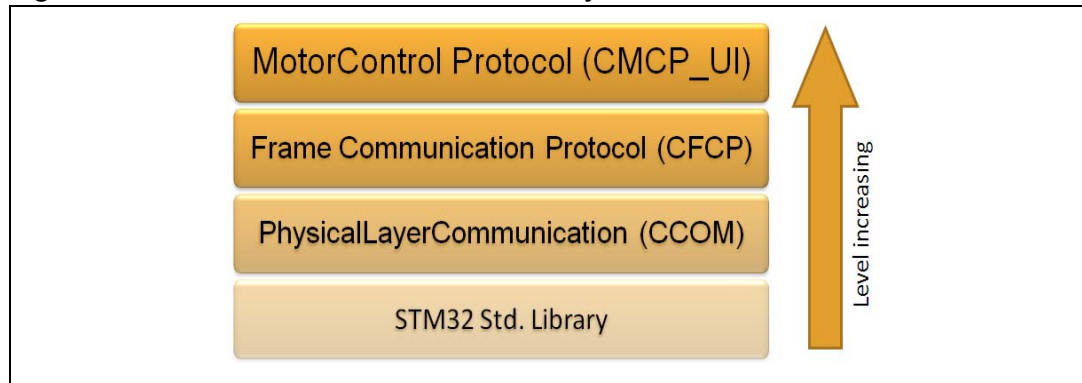 MotorControl Protocol (CMCP_UI)
Frame Communication Protocol (CFCP)
PhysicalLayerCommunication (CCOM)
STM32 Std. Library
Level increasing